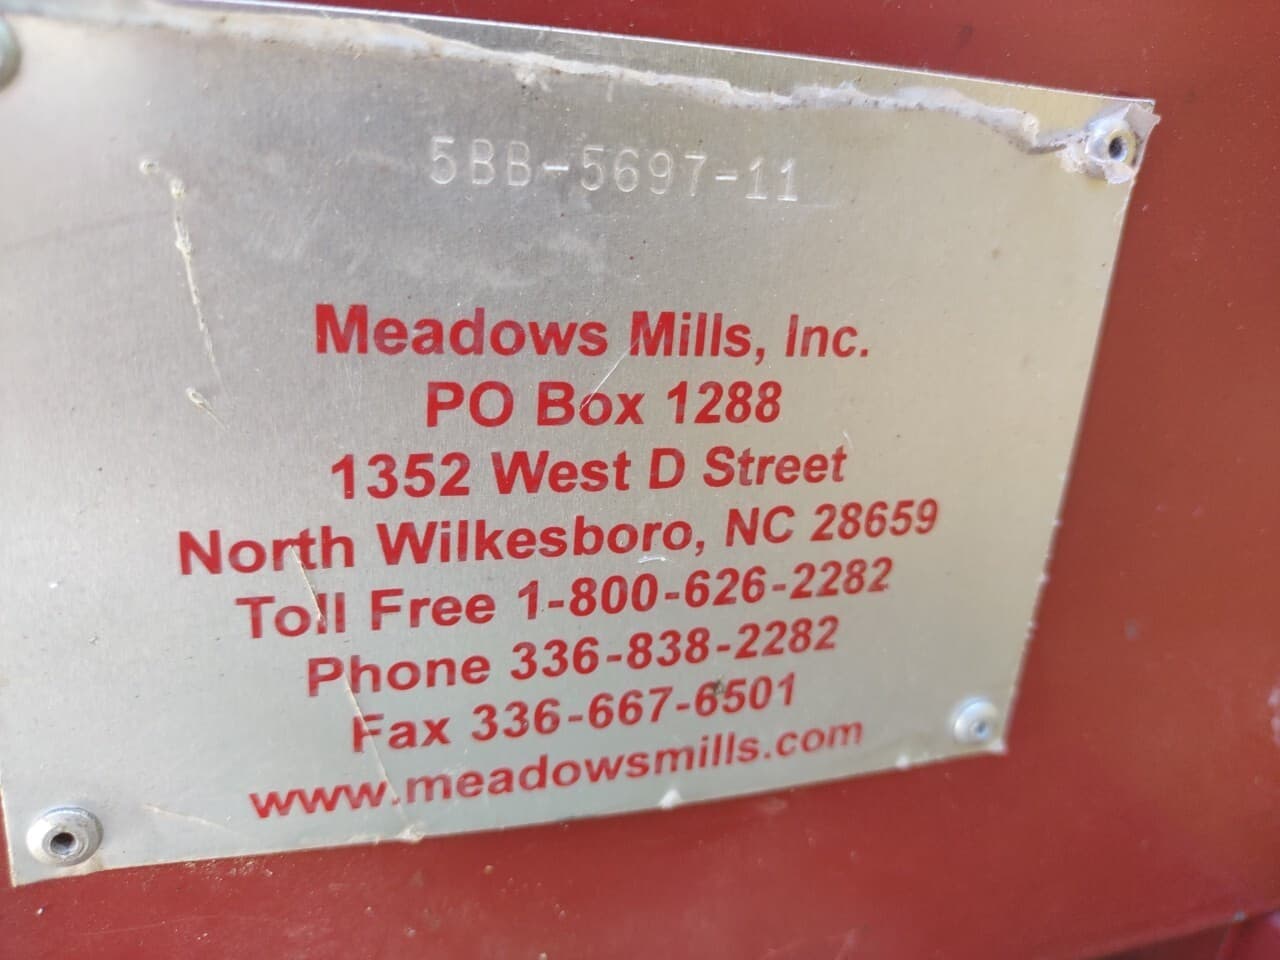 5BB-5697-11
Meadows Mills, Inc.
PO Box 1288
1352 West D Street
North Wilkesboro, NC 28659
Toll Free 1-800-626-2282
Phone 336-838-2282
Fax 336-667-6501
www.meadowsmills.com